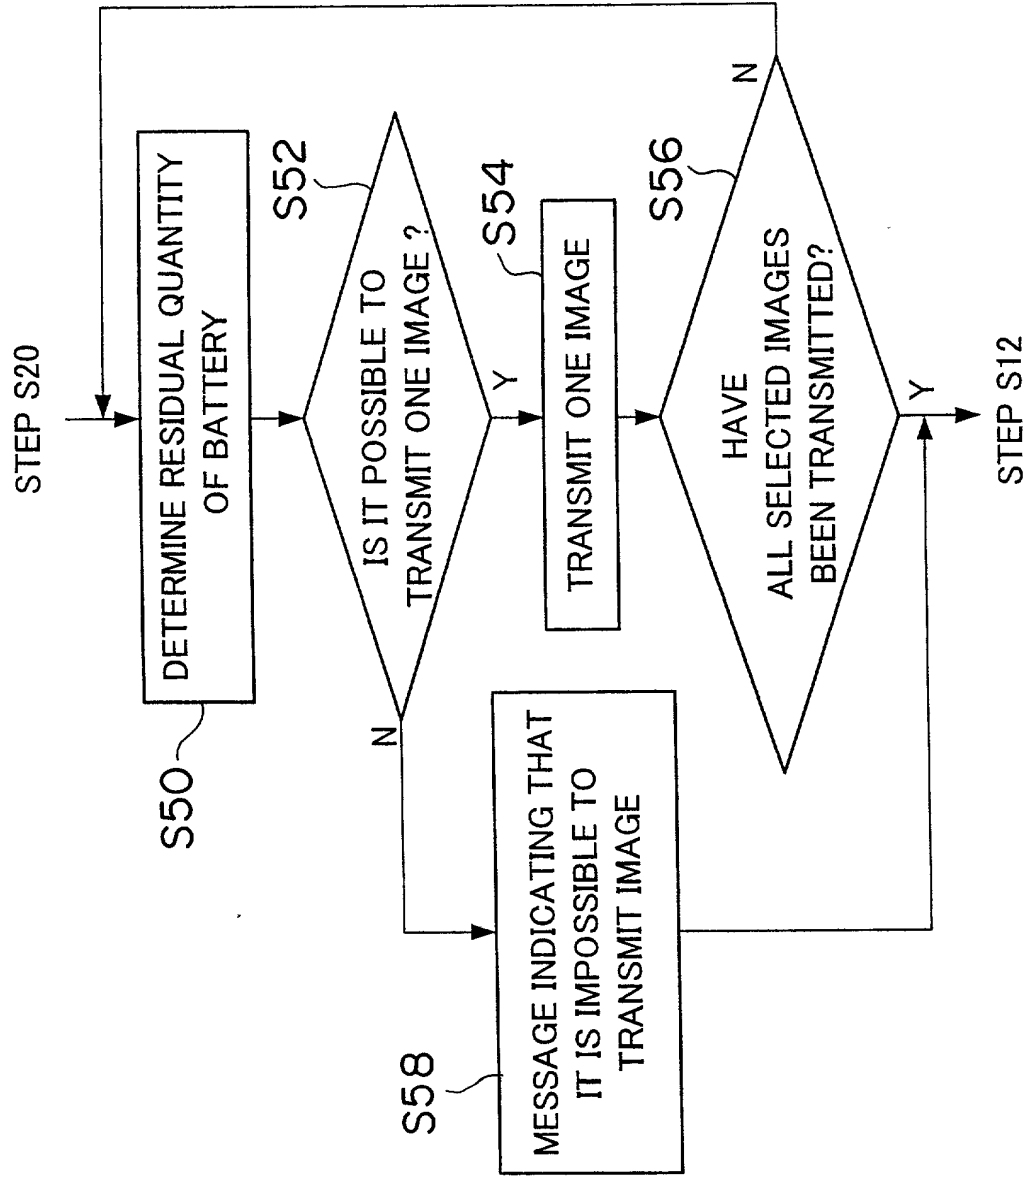 STEP S20
DETERMINE RESIDUAL QUANTITY
OF BATTERY
S50
IS IT POSSIBLE TO
TRANSMIT ONE IMAGE ?
S52
N
Y
TRANSMIT ONE IMAGE
S54
MESSAGE INDICATING THAT
IT IS IMPOSSIBLE TO
TRANSMIT IMAGE
S58
HAVE
ALL SELECTED IMAGES
BEEN TRANSMITTED?
S56
N
Y
STEP S12